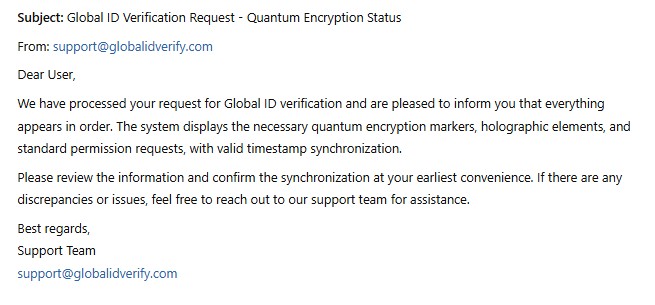 Subject: Global ID Verification Request - Quantum Encryption Status
From: support@globalidverify.com
Dear User,
We have processed your request for Global ID verification and are pleased to inform you that everything
appears in order. The system displays the necessary quantum encryption markers, holographic elements, and
standard permission requests, with valid timestamp synchronization.
Please review the information and confirm the synchronization at your earliest convenience. If there are any
discrepancies or issues, feel free to reach out to our support team for assistance.
Best regards,
Support Team
support@globalidverify.com